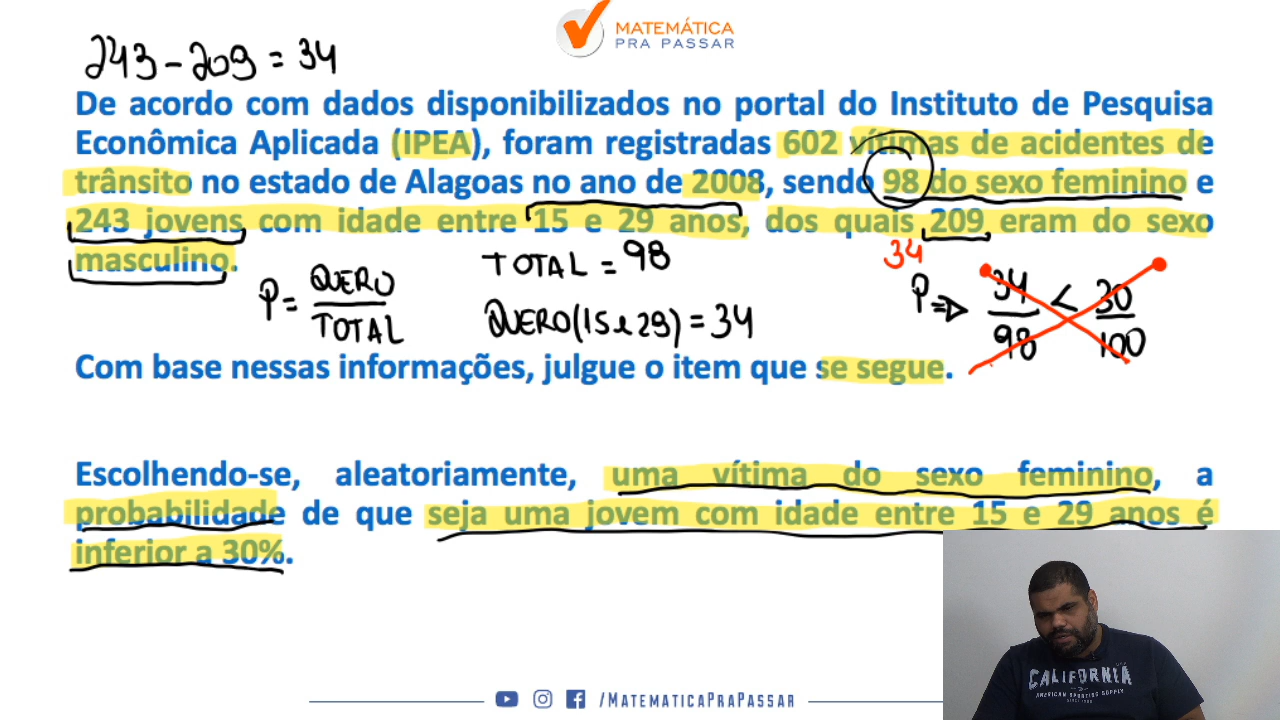 MATEMÁTICA
PRA PASSAR
243 - 209 = 34
De acordo com dados disponibilizados no portal do Instituto de Pesquisa
Econômica Aplicada (IPEA), foram registradas 602 vítimas de acidentes de
trânsito no estado de Alagoas no ano de 2008, sendo 98 do sexo feminino e
243 jovens com idade entre 15 e 29 anos, dos quais 209 eram do sexo
masculino.
34
P = QUERO / TOTAL
TOTAL = 98
QUERO (15 e 29) = 34
P => 34/98 < 30/100
Com base nessas informações, julgue o item que se segue.
Escolhendo-se, aleatoriamente, uma vítima do sexo feminino, a
probabilidade de que seja uma jovem com idade entre 15 e 29 anos é
inferior a 30%.
CALIFORNIA
AMERICAN SPORTING SUPPLY
/MATEMATICAPRAPASSAR